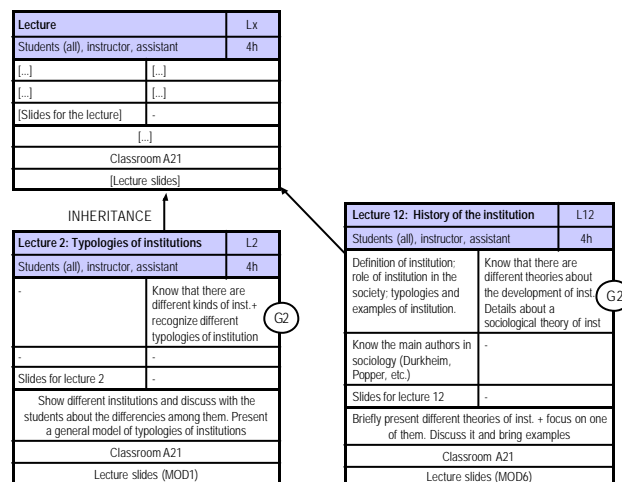 Lecture Lx
Students (all), instructor, assistant 4h
[...] [...]
[...] [...]
[Slides for the lecture] -
[...]
Classroom A21
[Lecture slides]
INHERITANCE
Lecture 2: Typologies of institutions L2
Students (all), instructor, assistant 4h
- Know that there are
different kinds of inst.+
recognize different
typologies of institution
G2
- -
Slides for lecture 2 -
Show different institutions and discuss with the
students about the differencies among them. Present
a general model of typologies of institutions
Classroom A21
Lecture slides (MOD1)
Lecture 12: History of the institution L12
Students (all), instructor, assistant 4h
Definition of institution;
role of institution in the
society; typologies and
examples of institution.
Know that there are
different theories about
the development of inst.
Details about a
sociological theory of inst
G2
Know the main authors in
sociology (Durkheim,
Popper, etc.)
-
Slides for lecture 12 -
Briefly present different theories of inst. + focus on one
of them. Discuss it and bring examples
Classroom A21
Lecture slides (MOD6)